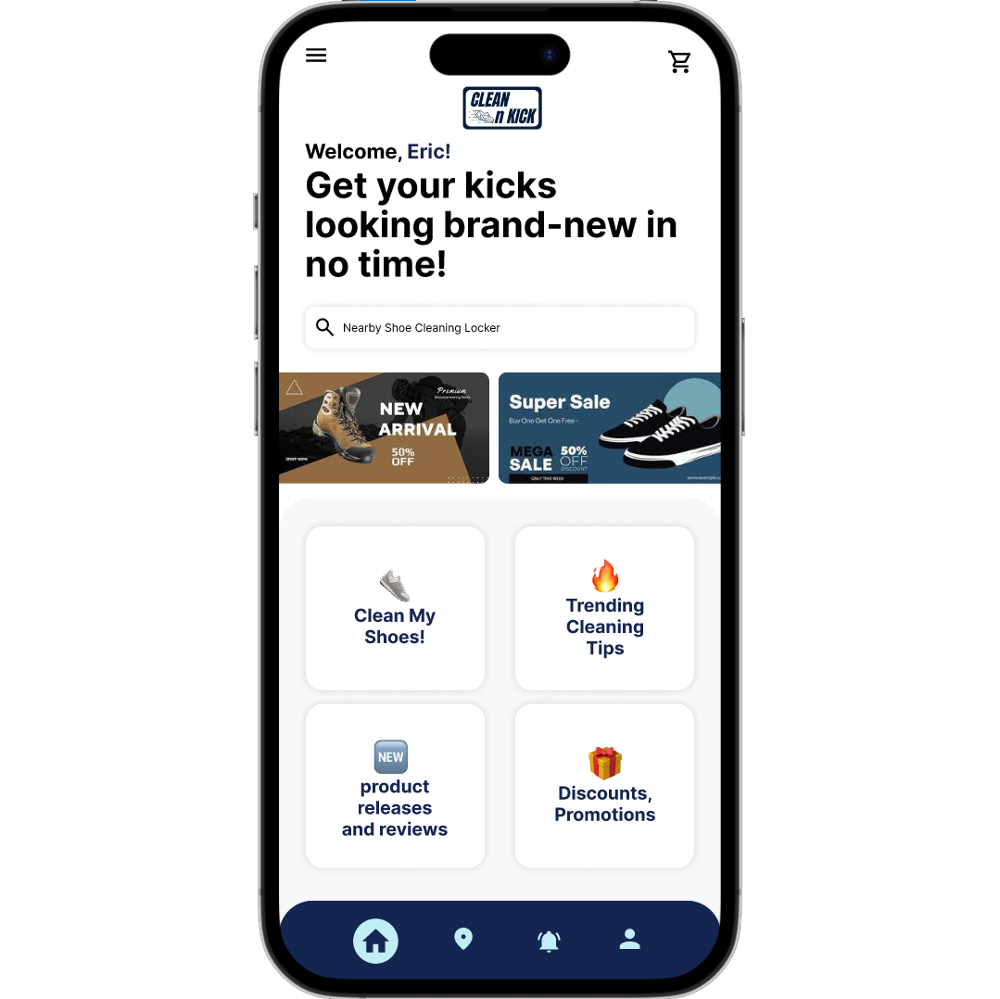 CLEAN
n KICK
Welcome, Eric!
Get your kicks
looking brand-new in
no time!
Nearby Shoe Cleaning Locker
Premium
NEW
ARRIVAL
50%
OFF
SHOP NOW
Super Sale
Buy One Get One Free -
MEGA
SALE
50%
OFF
DISCOUNT
ONLY THIS WEEK
Clean My
Shoes!
Trending
Cleaning
Tips
NEW
product
releases
and reviews
Discounts,
Promotions